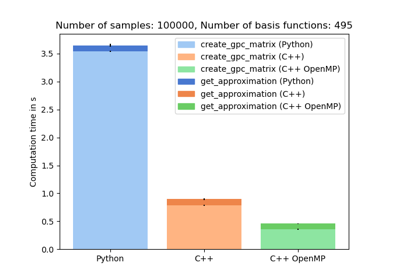 Number of samples: 100000, Number of basis functions: 495
create_gpc_matrix (Python)
create_gpc_matrix (C++)
create_gpc_matrix (C++ OpenMP)
get_approximation (Python)
get_approximation (C++)
get_approximation (C++ OpenMP)
Computation time in s
3.5
3.0
2.5
2.0
1.5
1.0
0.5
0.0
Python
C++
C++ OpenMP